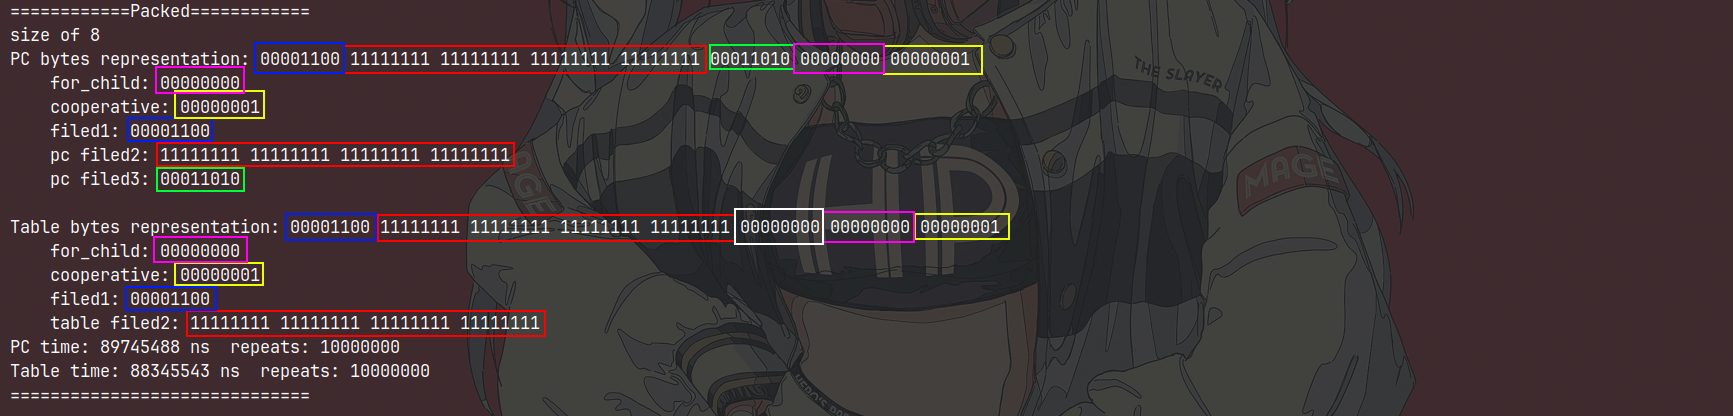 ============Packed============
size of 8
PC bytes representation: 00001100 11111111 11111111 11111111 11111111 00011010 00000000 00000001
for_child: 00000000
cooperative: 00000001
filed1: 00001100
pc filed2: 11111111 11111111 11111111 11111111
pc filed3: 00011010
Table bytes representation: 00001100 11111111 11111111 11111111 11111111 00000000 00000000 00000001
for_child: 00000000
cooperative: 00000001
filed1: 00001100
table filed2: 11111111 11111111 11111111 11111111
PC time: 89745488 ns  repeats: 10000000
Table time: 88345543 ns  repeats: 10000000
==============================
THE SLAYER
MAGE